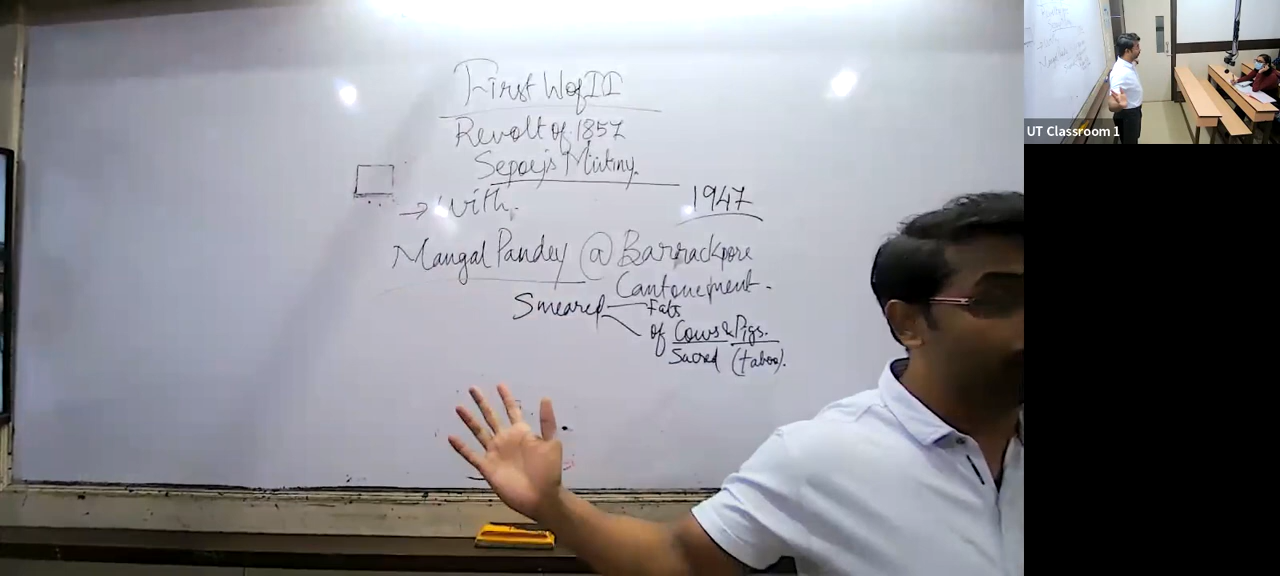 First WofII
Revolt of 1857
Sepoejs Mutiny.
→ with.
1947
Mangal Pandey @ Barrackpore
Cantonement.
Smeared
Fats
of Cows & Pigs.
Sacred (taboo).
UT Classroom 1